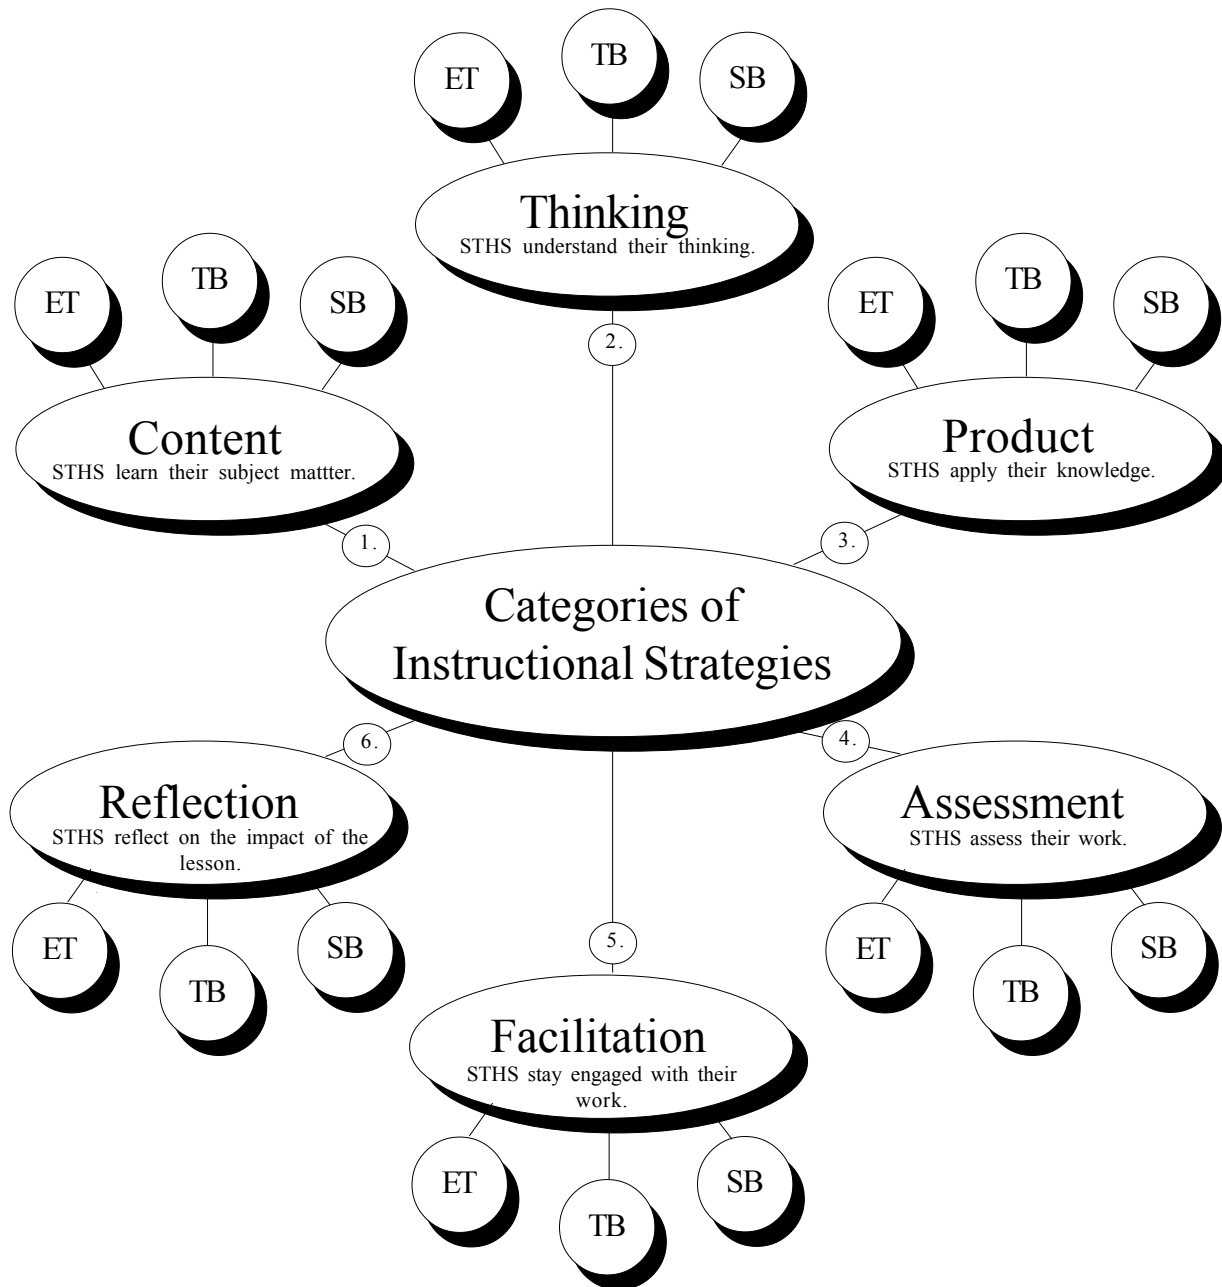 ET
TB
SB
Thinking
STHS understand their thinking.
2.
ET
TB
SB
Content
STHS learn their subject mattter.
1.
ET
TB
SB
Product
STHS apply their knowledge.
3.
Categories of
Instructional Strategies
6.
Reflection
STHS reflect on the impact of the
lesson.
ET
TB
SB
4.
Assessment
STHS assess their work.
ET
TB
SB
5.
Facilitation
STHS stay engaged with their
work.
ET
TB
SB